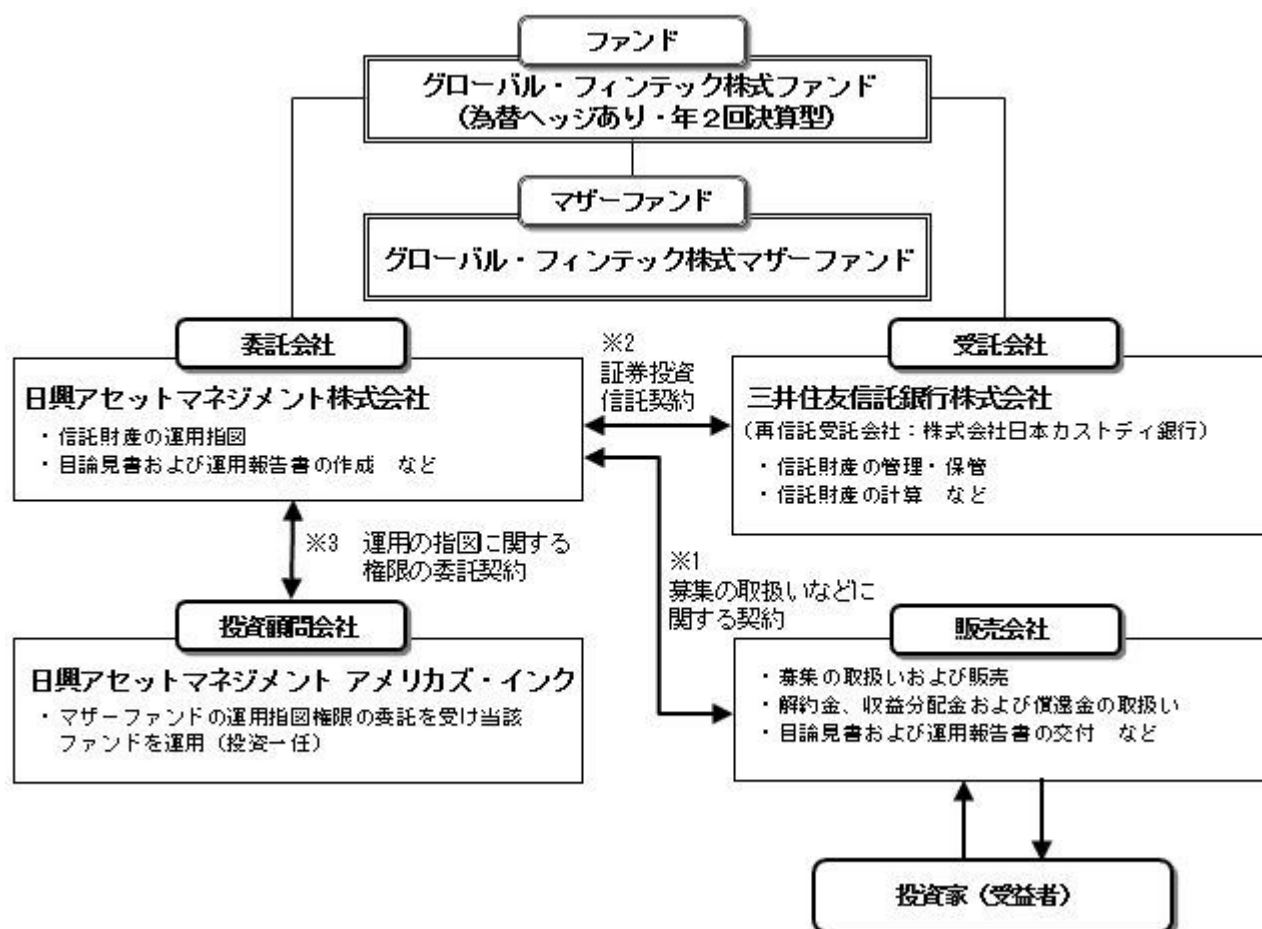 ファンド
グローバル・フィンテック株式ファンド
(為替ヘッジあり・年2回決算型)
マザーファンド
グローバル・フィンテック株式マザーファンド
委託会社
日興アセットマネジメント株式会社
・信託財産の運用指図
・目論見書および運用報告書の作成 など
※2
証券投資
信託契約
受託会社
三井住友信託銀行株式会社
(再信託受託会社:株式会社日本カストディ銀行)
・信託財産の管理・保管
・信託財産の計算 など
※3 運用の指図に関する
権限の委託契約
※1
募集の取扱いなどに
関する契約
投資顧問会社
日興アセットマネジメント アメリカズ・インク
・マザーファンドの運用指図権限の委託を受け当該
ファンドを運用(投資一任)
販売会社
・募集の取扱いおよび販売
・解約金、収益分配金および償還金の取扱い
・目論見書および運用報告書の交付 など
投資家(受益者)